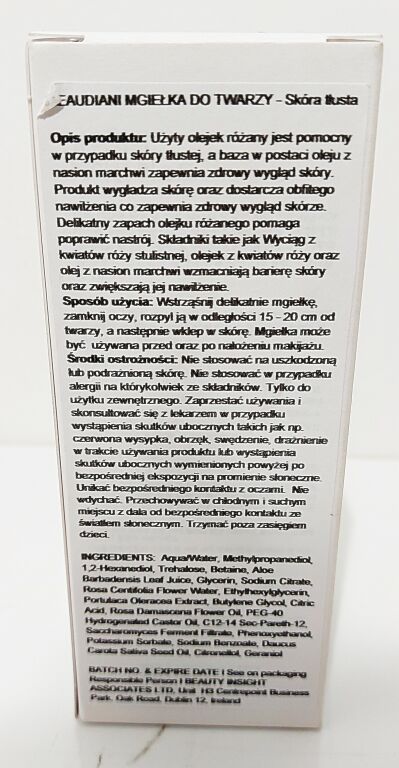 EAUDIANI MGIEŁKA DO TWARZY – Skóra tłusta
Opis produktu: Użyty olejek różany jest pomocny
w przypadku skóry tłustej, a baza w postaci oleju z
nasion marchwi zapewnia zdrowy wygląd skóry.
Produkt wygładza skórę oraz dostarcza obfitego
nawilżenia co zapewnia zdrowy wygląd skórze.
Delikatny zapach olejku różanego pomaga
poprawić nastrój. Składniki takie jak Wyciąg z
kwiatów róży stulistnej, olejek z kwiatów róży oraz
olej z nasion marchwi wzmacniają barierę skóry
oraz zwiększają jej nawilżenie.
Sposób użycia: Wstrząśnij delikatnie mgiełkę,
zamknij oczy, rozpyl ją w odległości 15 - 20 cm od
twarzy, a następnie wklep w skórę. Mgiełka może
być używana przed oraz po nałożeniu makijażu.
Środki ostrożności: Nie stosować na uszkodzoną
lub podrażnioną skórę. Nie stosować w przypadku
alergii na którykolwiek ze składników. Tylko do
użytku zewnętrznego. Zaprzestać używania i
skonsultować się z lekarzem w przypadku
wystąpienia skutków ubocznych takich jak np.
czerwona wysypka, obrzęk, swędzenie, drażnienie
w trakcie używania produktu lub wystąpienia
skutków ubocznych wymienionych powyżej po
bezpośredniej ekspozycji na promienie słoneczne.
Unikać bezpośredniego kontaktu z oczami. Nie
wdychać. Przechowywać w chłodnym i suchym
miejscu z dala od bezpośredniego kontaktu ze
światłem słonecznym. Trzymać poza zasięgiem
dzieci.
INGREDIENTS: Aqua/Water, Methylpropanediol,
1,2-Hexanediol, Trehalose, Betaine, Aloe
Barbadensis Leaf Juice, Glycerin, Sodium Citrate,
Rosa Centifolia Flower Water, Ethylhexylglycerin,
Portulaca Oleracea Extract, Butylene Glycol, Citric
Acid, Rosa Damascena Flower Oil, PEG-40
Hydrogenated Castor Oil, C12-14 Sec-Pareth-12,
Saccharomyces Ferment Filtrate, Phenoxyethanol,
Potassium Sorbate, Sodium Benzoate, Daucus
Carota Sativa Seed Oil, Citronellol, Geraniol
BATCH NO. & EXPIRE DATE | See on packaging
Responsible Person | BEAUTY INSIGHT
ASSOCIATES LTD, Unit H3 Centrepoint Business
Park, Oak Road, Dublin 12, Ireland